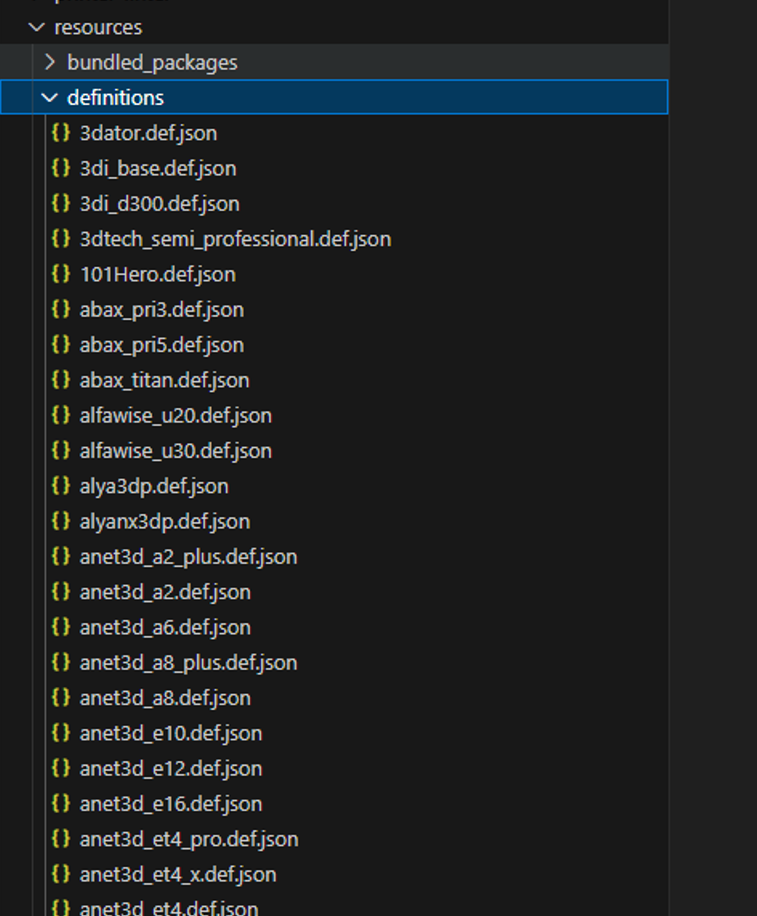 resources
bundled_packages
definitions
{} 3dator.def.json
{} 3di_base.def.json
{} 3di_d300.def.json
{} 3dtech_semi_professional.def.json
{} 101Hero.def.json
{} abax_pri3.def.json
{} abax_pri5.def.json
{} abax_titan.def.json
{} alfawise_u20.def.json
{} alfawise_u30.def.json
{} alya3dp.def.json
{} alyanx3dp.def.json
{} anet3d_a2_plus.def.json
{} anet3d_a2.def.json
{} anet3d_a6.def.json
{} anet3d_a8_plus.def.json
{} anet3d_a8.def.json
{} anet3d_e10.def.json
{} anet3d_e12.def.json
{} anet3d_e16.def.json
{} anet3d_et4_pro.def.json
{} anet3d_et4_x.def.json
{} anet3d_et4.def.json